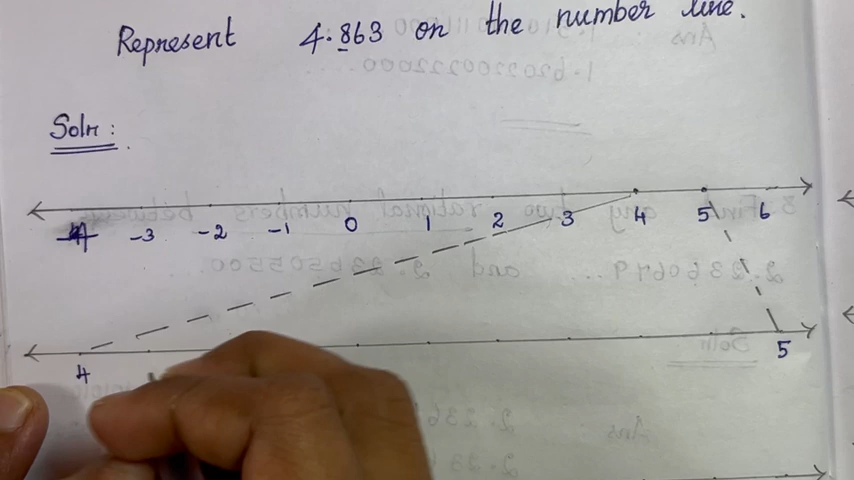 Represent 4.863 on the number line.
Soln:
-3 -2 -1 0 1 2 3 4 5 6
4 5